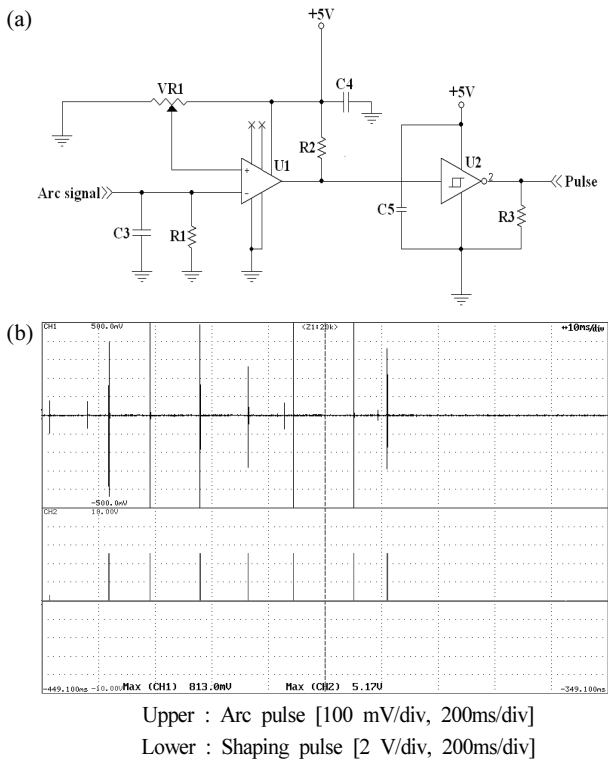 (a)
+5V
VR1
C4
+5V
R2
U1
U2
+
-
2
Arc signal
Pulse
C3
R1
C5
R3
(b)
CH1 500.0mV <Z1:20k> 10ms/div
-500.0mV
CH2 10.00V
-449.100ms -10.00V Max (CH1) 813.0mV Max (CH2) 5.17V -349.100ms
Upper : Arc pulse [100 mV/div, 200ms/div]
Lower : Shaping pulse [2 V/div, 200ms/div]